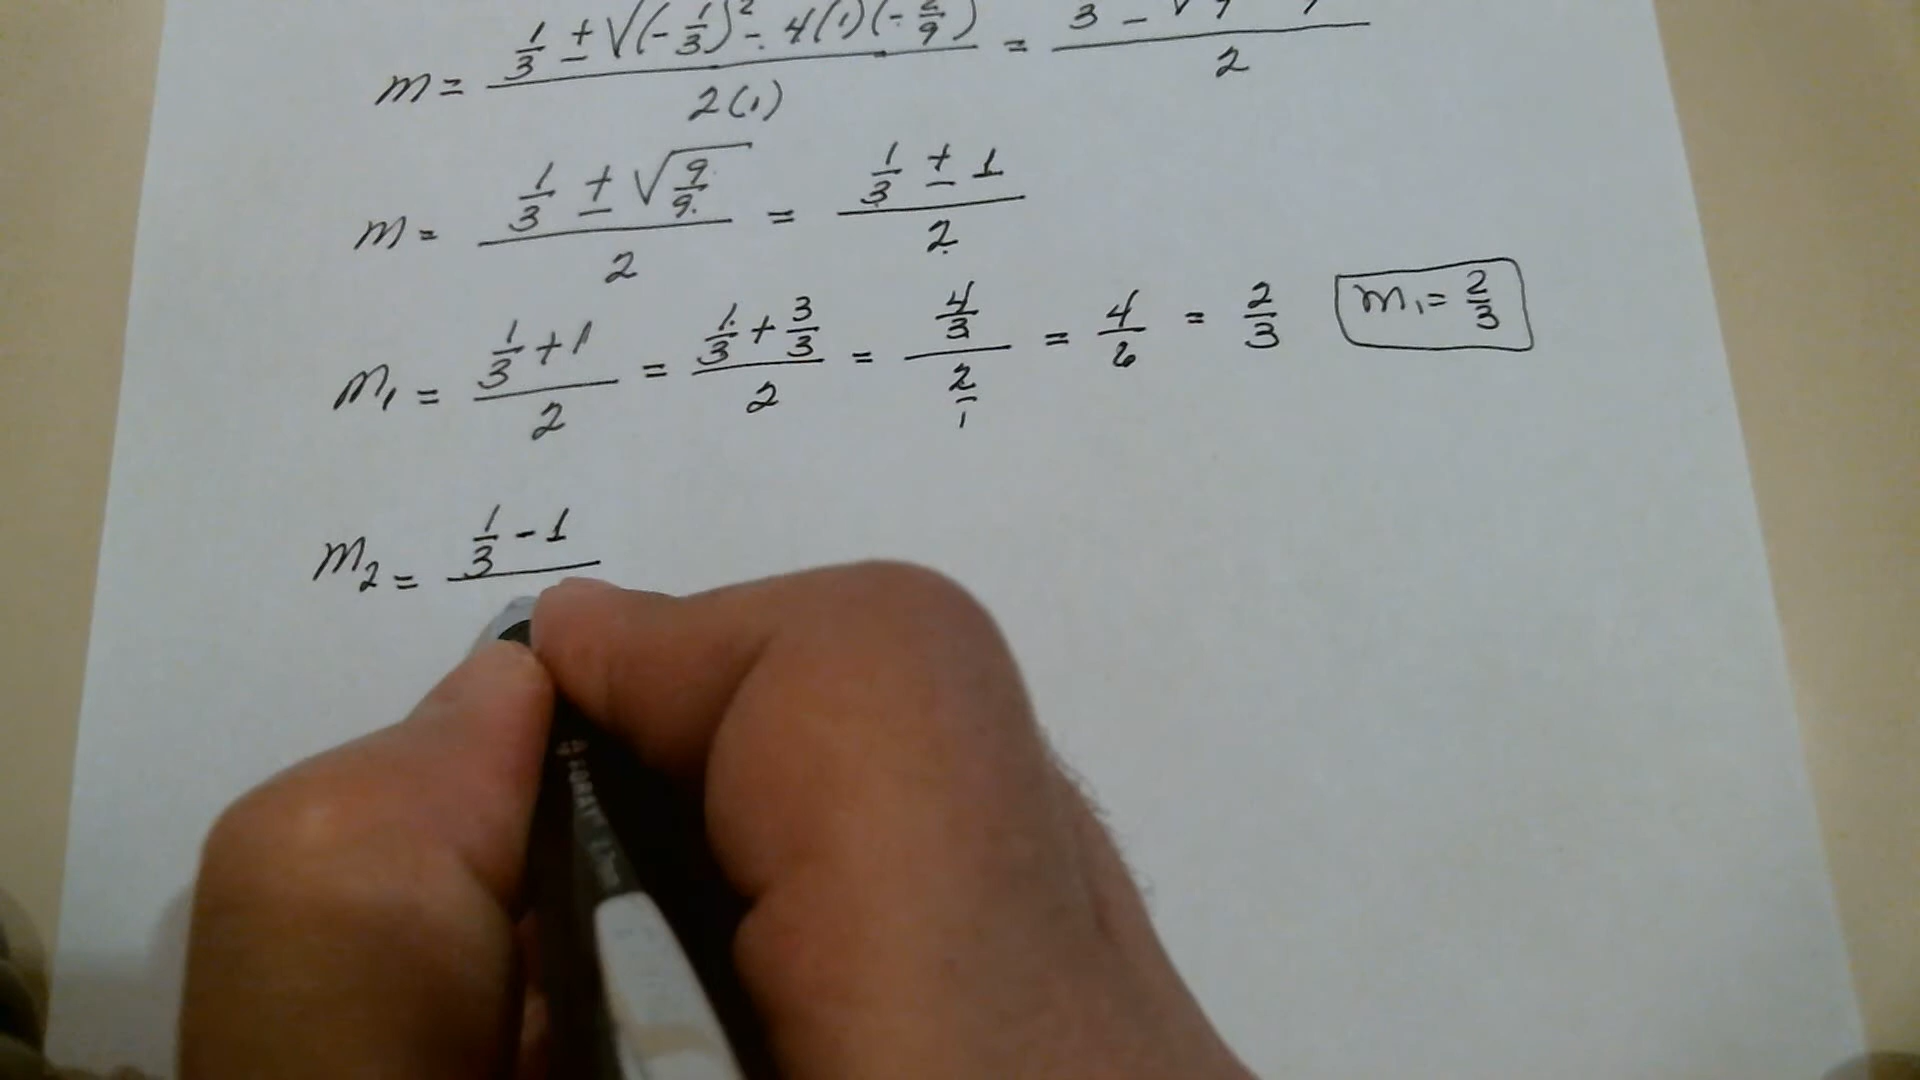 m = (1/3 ± √((-1/3)² - 4(1)(-2/9))) / 2(1) =
m = (1/3 ± √(9/9)) / 2 = (1/3 ± 1) / 2
m₁ = (1/3 + 1) / 2 = (1/3 + 3/3) / 2 = (4/3) / (2/1) = 4/6 = 2/3 m₁ = 2/3
m₂ = (1/3 - 1) /